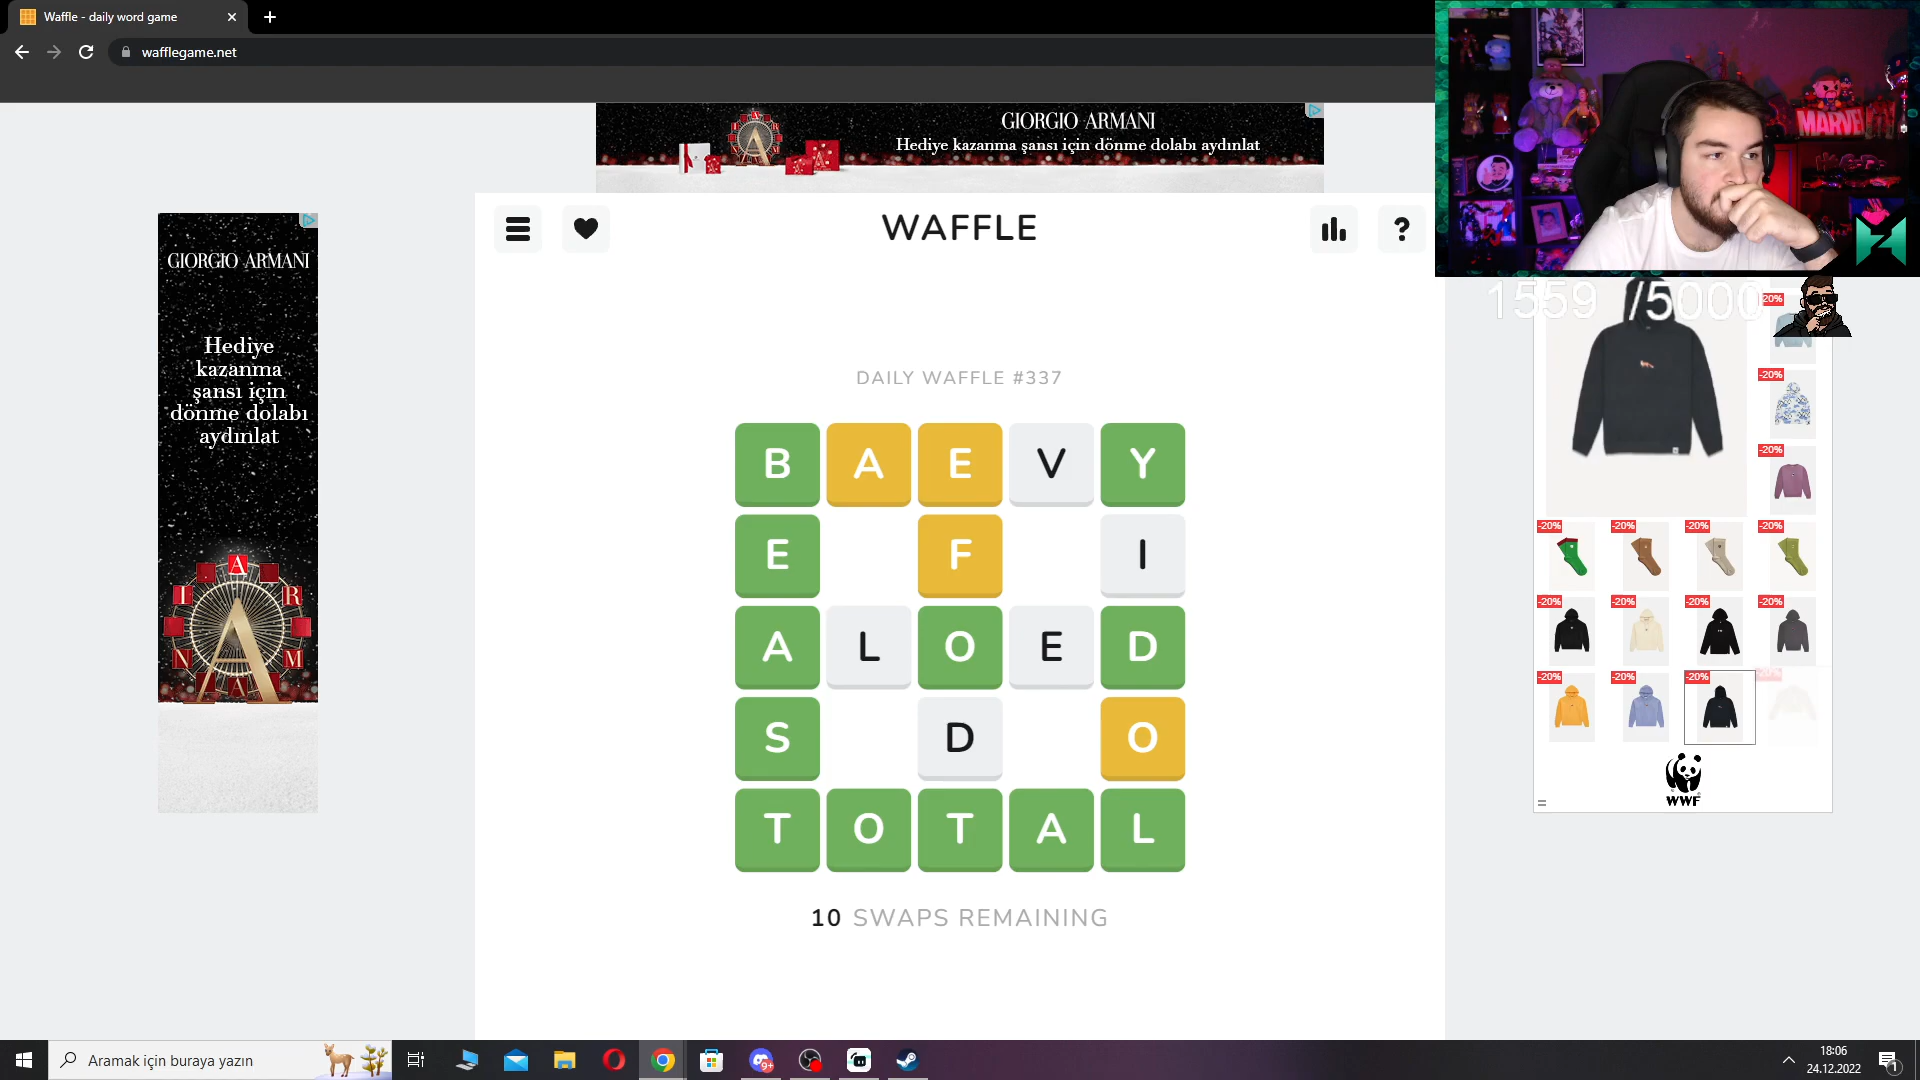 Waffle - daily word game
wafflegame.net
GIORGIO ARMANI
Hediye kazanma şansı için dönme dolabı aydınlat
MARVEL
GIORGIO ARMANI
Hediye
kazanma
şansı için
dönme dolabı
aydınlat
A
I R
N M
A
WAFFLE
?
1559 /5000
DAILY WAFFLE #337
B A E V Y
E F I
A L O E D
S D O
T O T A L
10 SWAPS REMAINING
-20%
-20%
-20%
-20% -20% -20% -20%
-20% -20% -20% -20%
-20% -20% -20% -20%
WWF
Aramak için buraya yazın
9+
18:06
24.12.2022
1